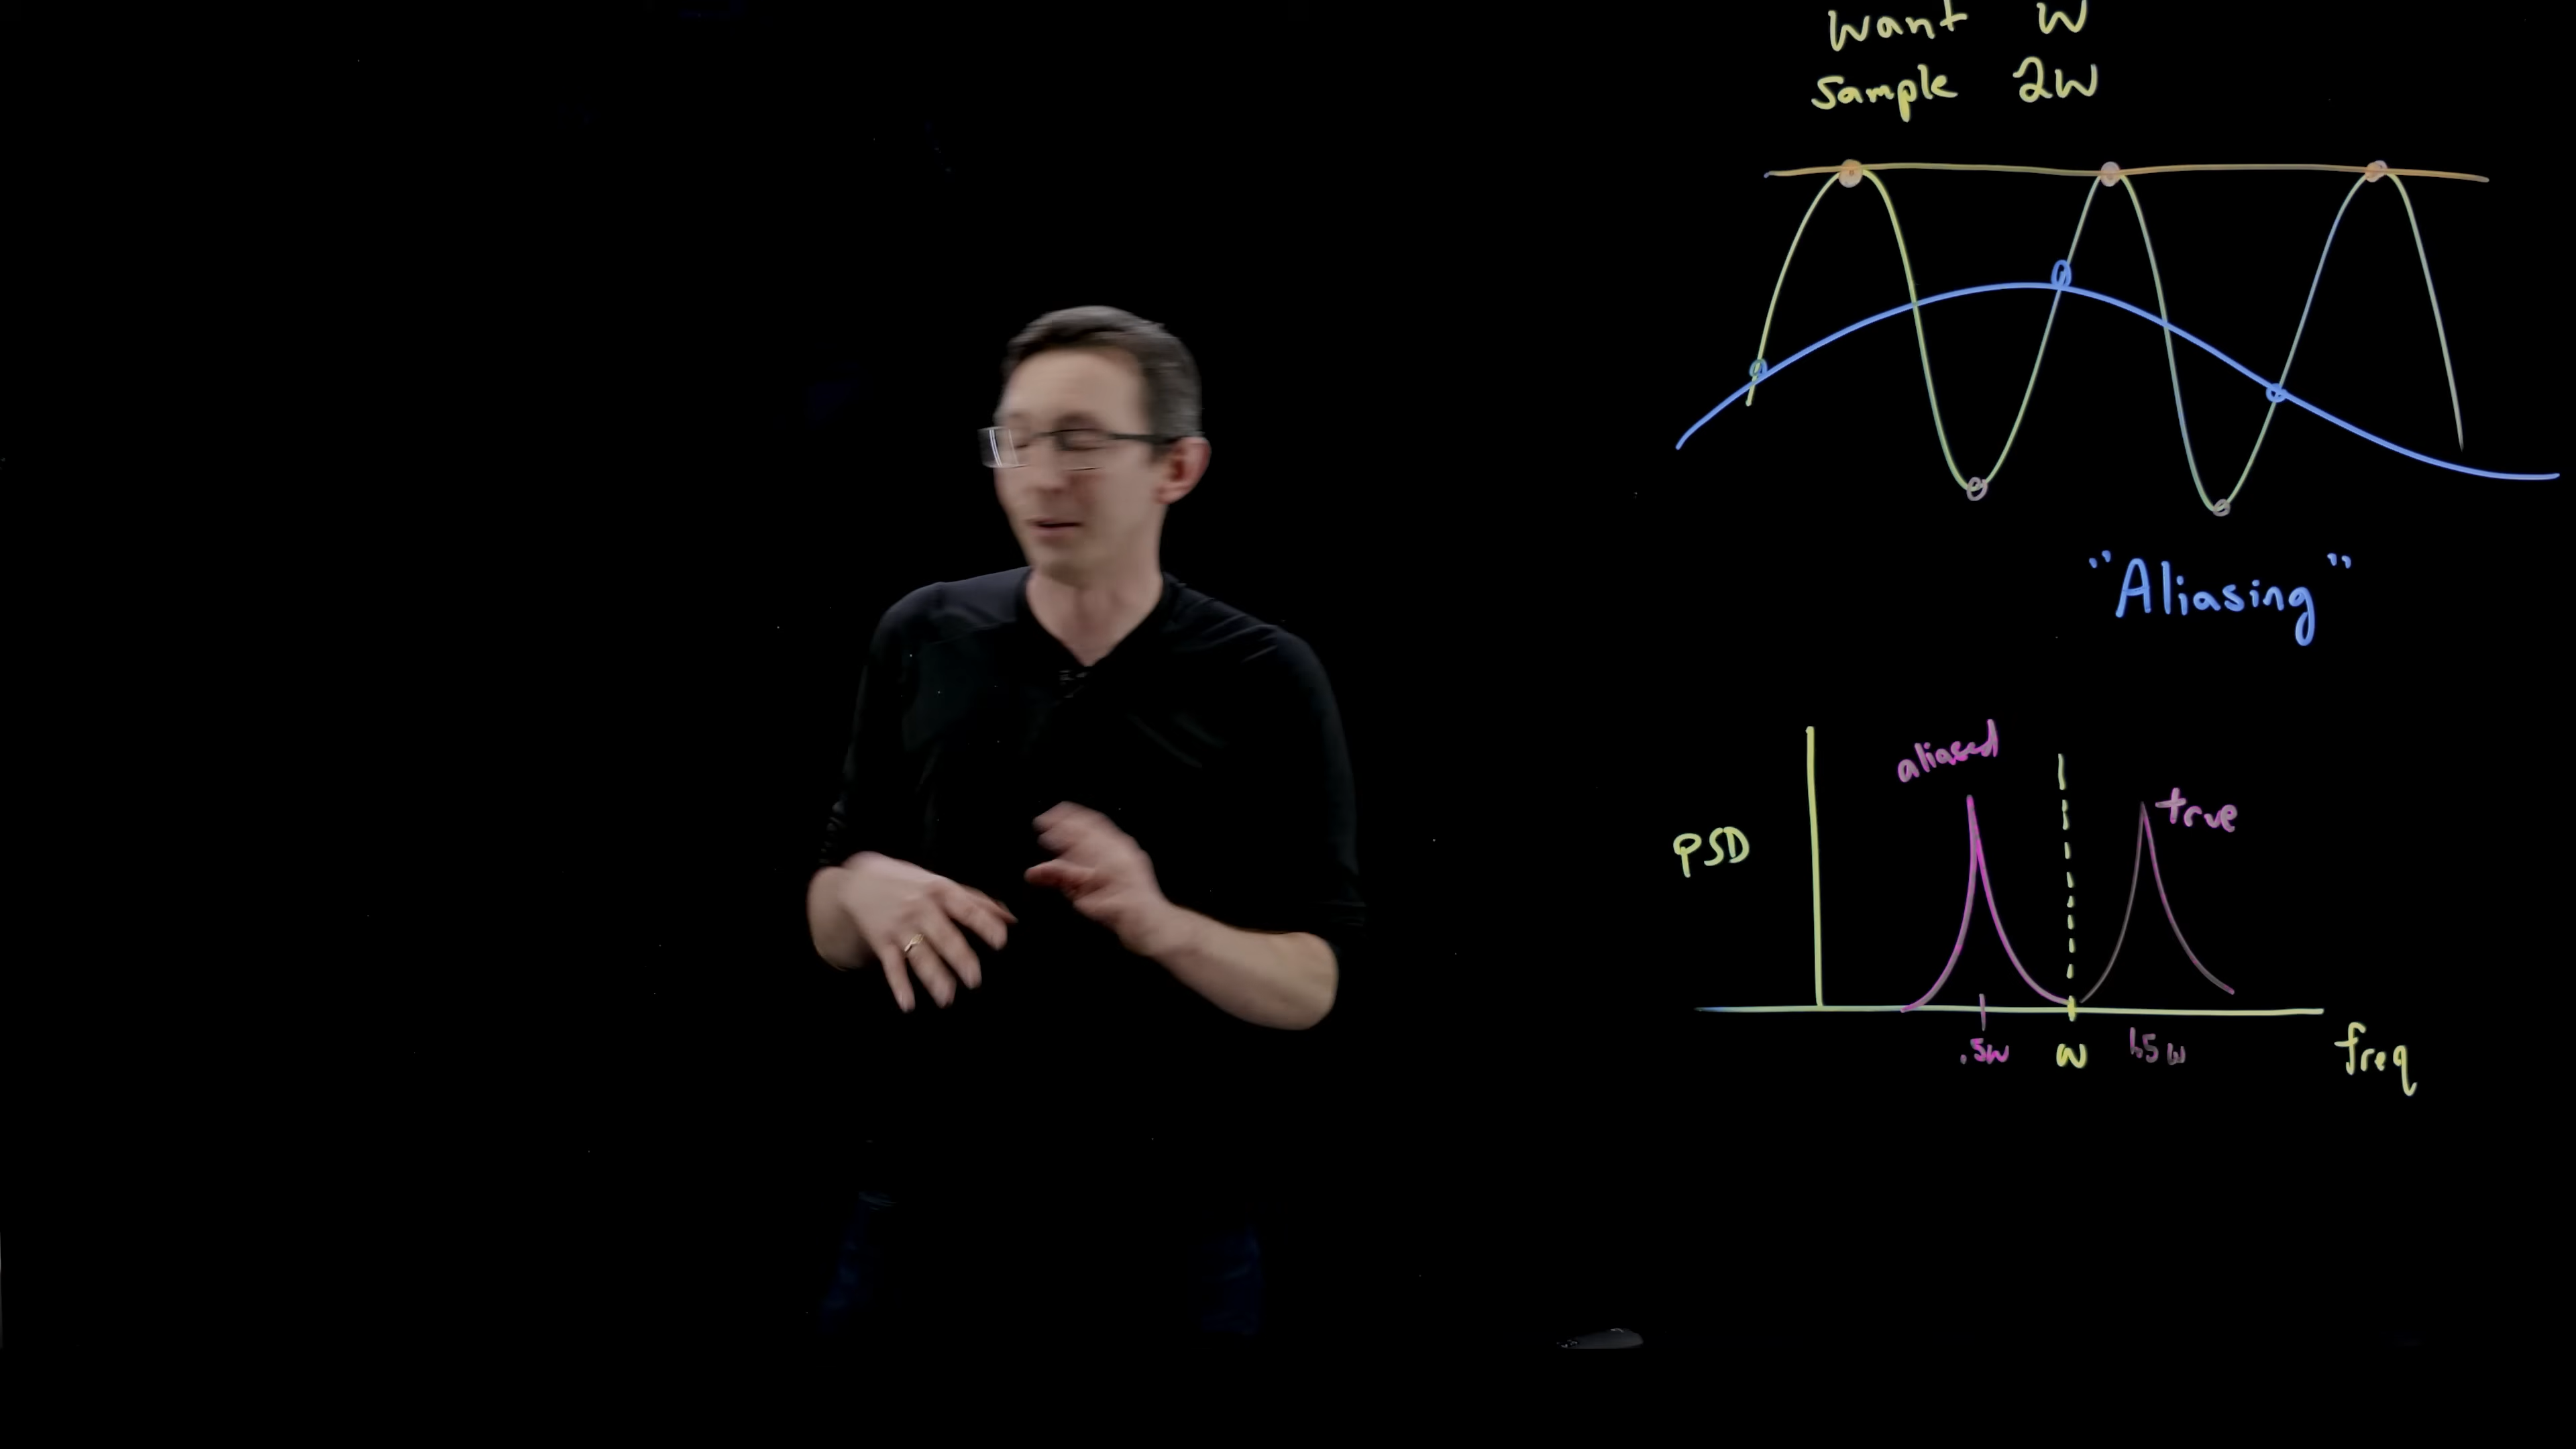 want w
sample 2w
"Aliasing"
aliased
true
PSD
.5w w 1.5w
freq